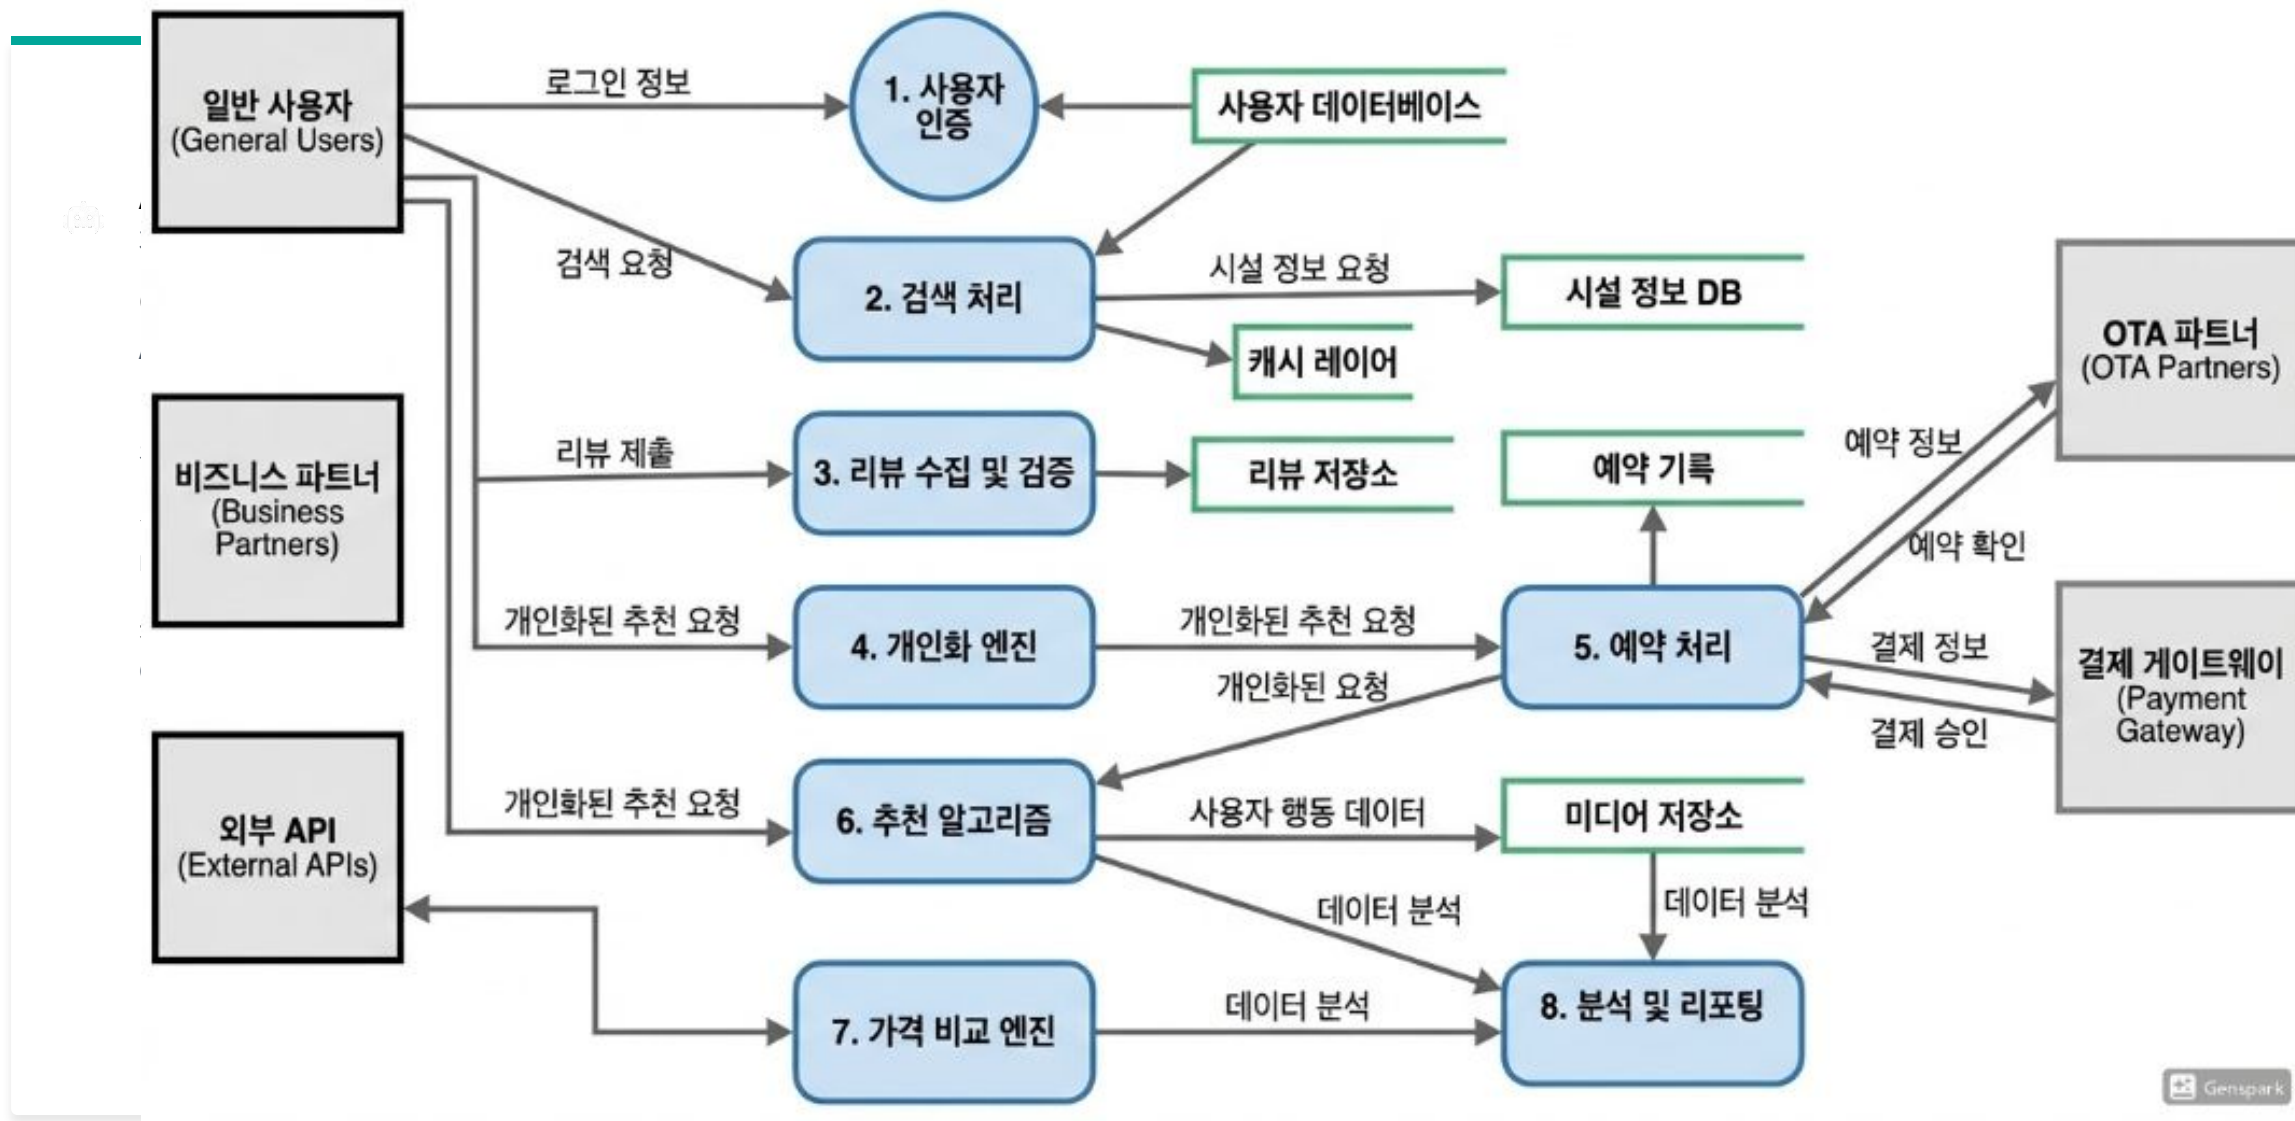 일반 사용자
(General Users)
로그인 정보
1. 사용자
인증
사용자 데이터베이스
검색 요청
2. 검색 처리
시설 정보 요청
시설 정보 DB
캐시 레이어
OTA 파트너
(OTA Partners)
비즈니스 파트너
(Business
Partners)
리뷰 제출
3. 리뷰 수집 및 검증
리뷰 저장소
예약 기록
예약 정보
예약 확인
개인화된 추천 요청
4. 개인화 엔진
개인화된 추천 요청
5. 예약 처리
결제 정보
결제 승인
결제 게이트웨이
(Payment
Gateway)
개인화된 요청
외부 API
(External APIs)
개인화된 추천 요청
6. 추천 알고리즘
사용자 행동 데이터
미디어 저장소
데이터 분석
데이터 분석
7. 가격 비교 엔진
데이터 분석
8. 분석 및 리포팅
Genspark